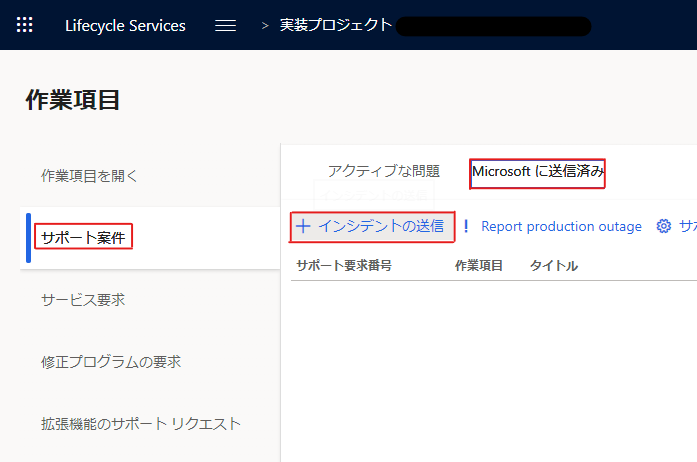 Lifecycle Services > 実装プロジェクト
作業項目
作業項目を開く
サポート案件
サービス要求
修正プログラムの要求
拡張機能のサポート リクエスト
アクティブな問題 Microsoft に送信済み
+ インシデントの送信 ! Report production outage サポ
サポート要求番号 作業項目 タイトル